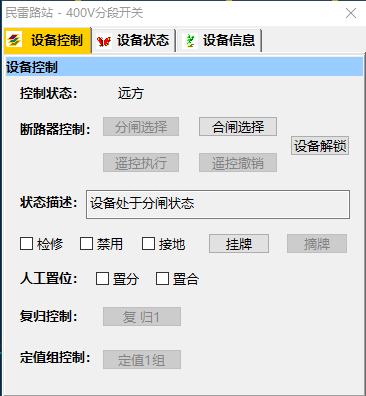 民雷路站 - 400V分段开关
设备控制 设备状态 设备信息
设备控制
控制状态： 远方
断路器控制： 分闸选择 合闸选择
设备解锁
遥控执行 遥控撤销
状态描述： 设备处于分闸状态
检修 禁用 接地 挂牌 摘牌
人工置位： 置分 置合
复归控制： 复 归1
定值组控制： 定值1组